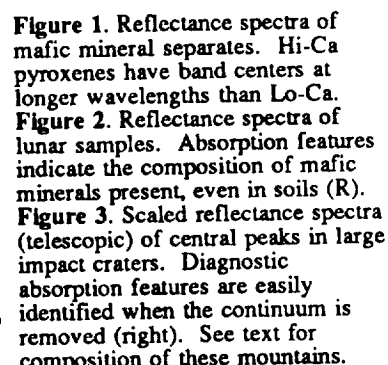 Figure 1. Reflectance spectra of
mafic mineral separates. Hi-Ca
pyroxenes have band centers at
longer wavelengths than Lo-Ca.
Figure 2. Reflectance spectra of
lunar samples. Absorption features
indicate the composition of mafic
minerals present, even in soils (R).
Figure 3. Scaled reflectance spectra
(telescopic) of central peaks in large
impact craters. Diagnostic
absorption features are easily
identified when the continuum is
removed (right). See text for
composition of these mountains.